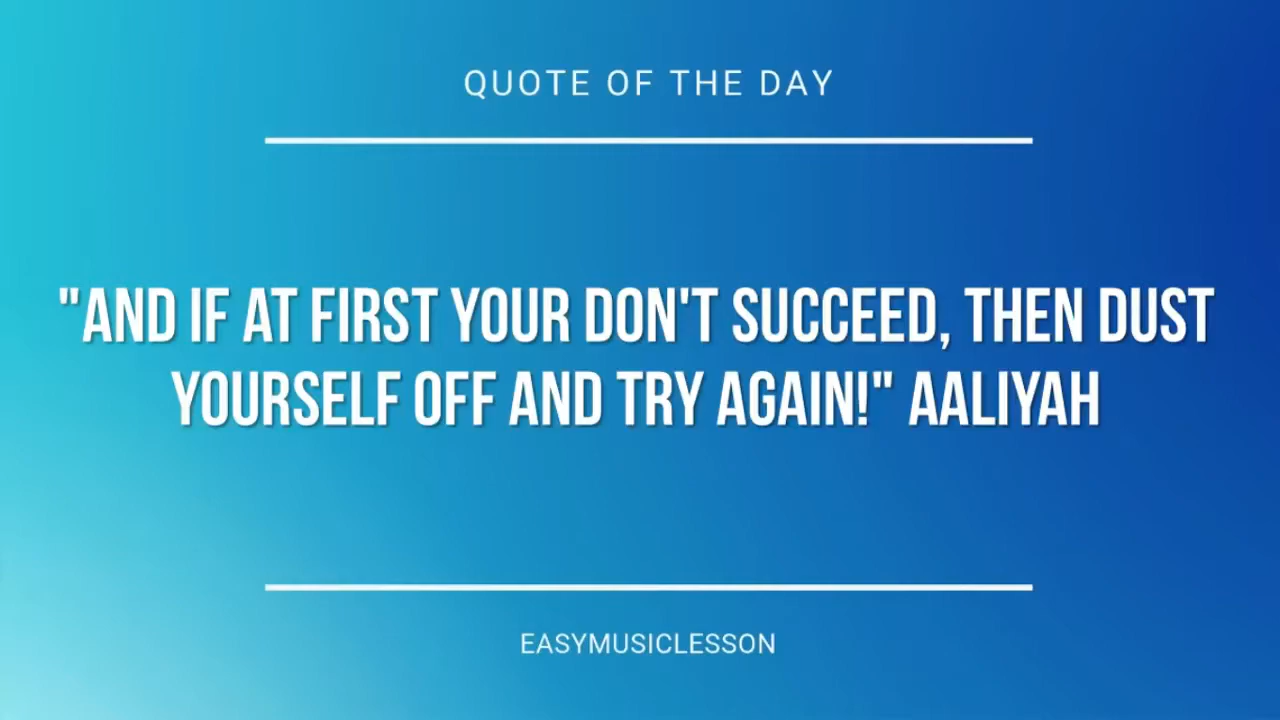 QUOTE OF THE DAY
"AND IF AT FIRST YOUR DON'T SUCCEED, THEN DUST
YOURSELF OFF AND TRY AGAIN!" AALIYAH
EASYMUSICLESSON